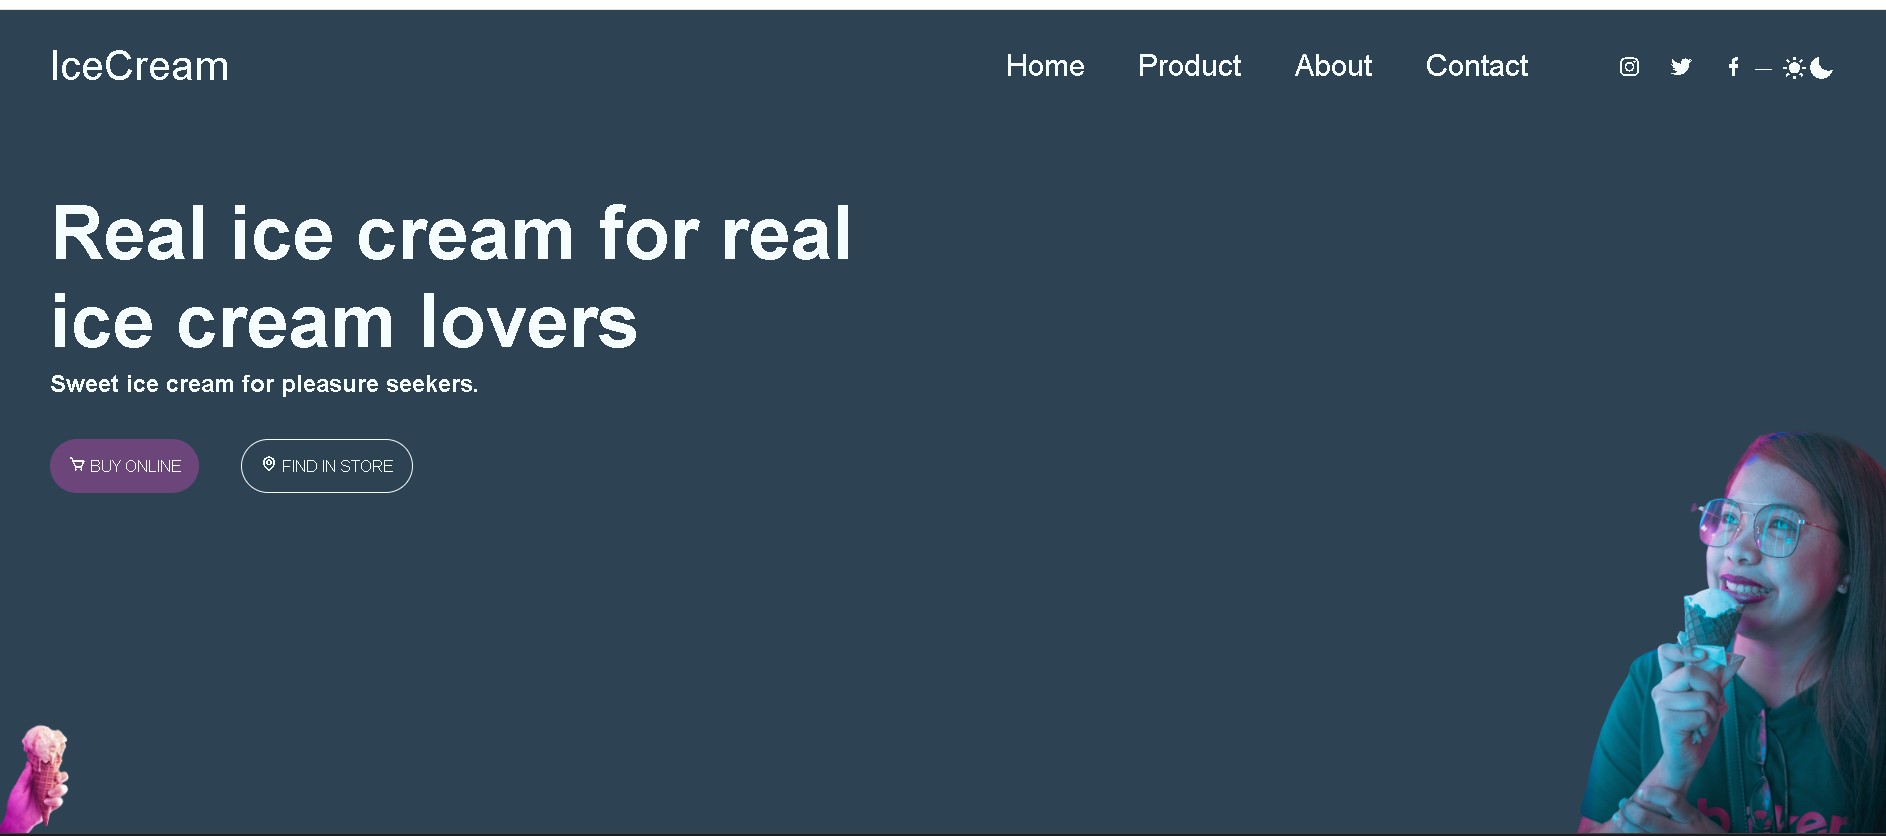 IceCream
Home Product About Contact
Real ice cream for real
ice cream lovers
Sweet ice cream for pleasure seekers.
BUY ONLINE FIND IN STORE